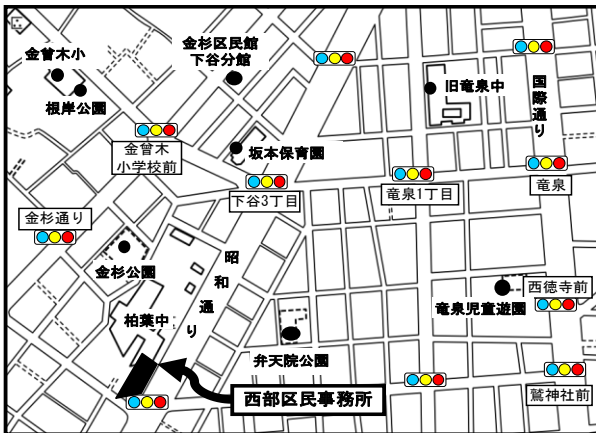 金曽木小
根岸公園
金杉区民館
下谷分館
旧竜泉中
国際通り
金曽木
小学校前
坂本保育園
下谷3丁目
竜泉1丁目
竜泉
金杉通り
金杉公園
昭和通り
柏葉中
竜泉児童遊園
西徳寺前
弁天院公園
西部区民事務所
鷲神社前